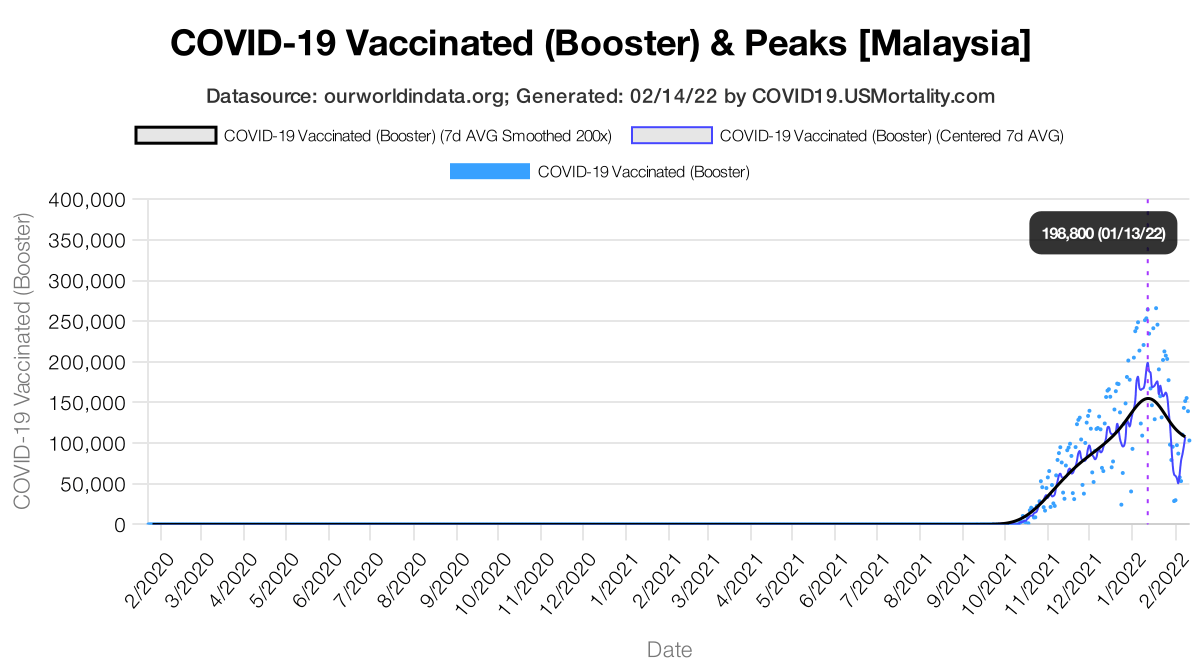 COVID-19 Vaccinated (Booster) & Peaks [Malaysia]
Datasource: ourworldindata.org; Generated: 02/14/22 by COVID19.USMortality.com
COVID-19 Vaccinated (Booster) (7d AVG Smoothed 200x) COVID-19 Vaccinated (Booster) (Centered 7d AVG)
COVID-19 Vaccinated (Booster)
COVID-19 Vaccinated (Booster)
400,000
350,000
300,000
250,000
200,000
150,000
100,000
50,000
0
198,800 (01/13/22)
2/2020 3/2020 4/2020 5/2020 6/2020 7/2020 8/2020 9/2020 10/2020 11/2020 12/2020 1/2021 2/2021 3/2021 4/2021 5/2021 6/2021 7/2021 8/2021 9/2021 10/2021 11/2021 12/2021 1/2022 2/2022
Date